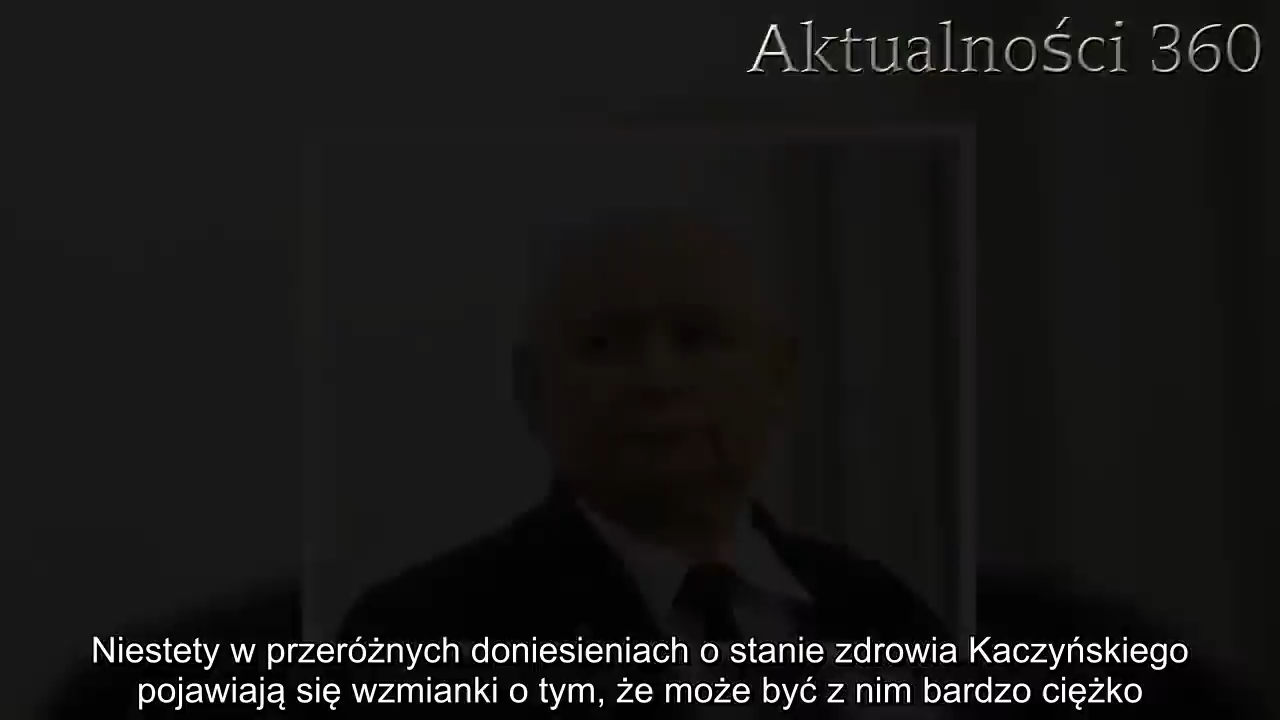 Aktualności 360
Niestety w przeróżnych doniesieniach o stanie zdrowia Kaczyńskiego
pojawiają się wzmianki o tym, że może być z nim bardzo ciężko